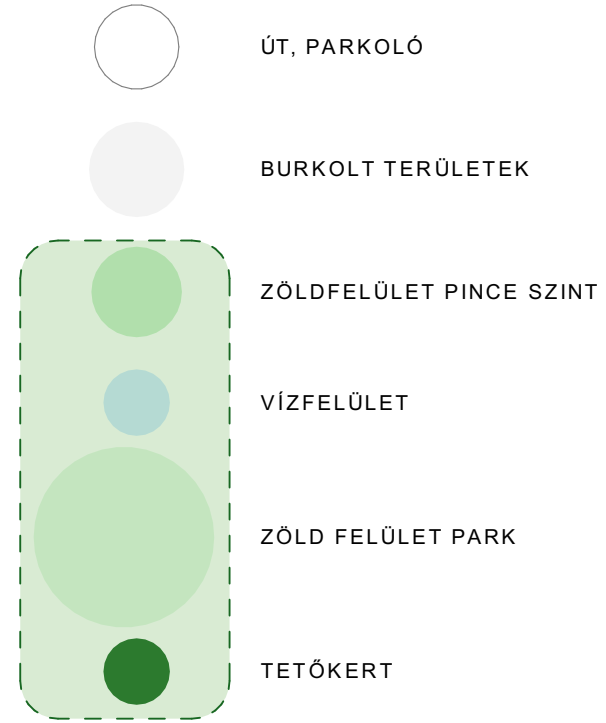 ÚT, PARKOLÓ
BURKOLT TERÜLETEK
ZÖLDFELÜLET PINCE SZINT
VÍZFELÜLET
ZÖLD FELÜLET PARK
TETŐKERT